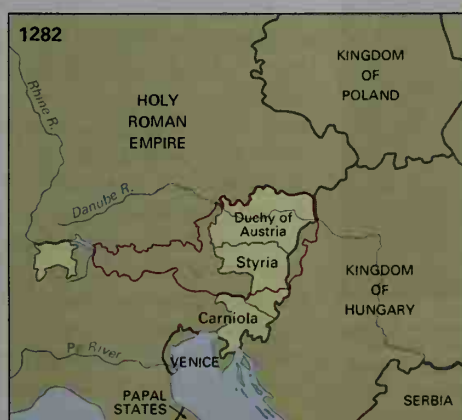 1282
KINGDOM
OF
POLAND
HOLY
ROMAN
EMPIRE
Rhine R.
Danube R.
Duchy of
Austria
Styria
KINGDOM
OF
HUNGARY
Carniola
Po River
VENICE
PAPAL
STATES
SERBIA